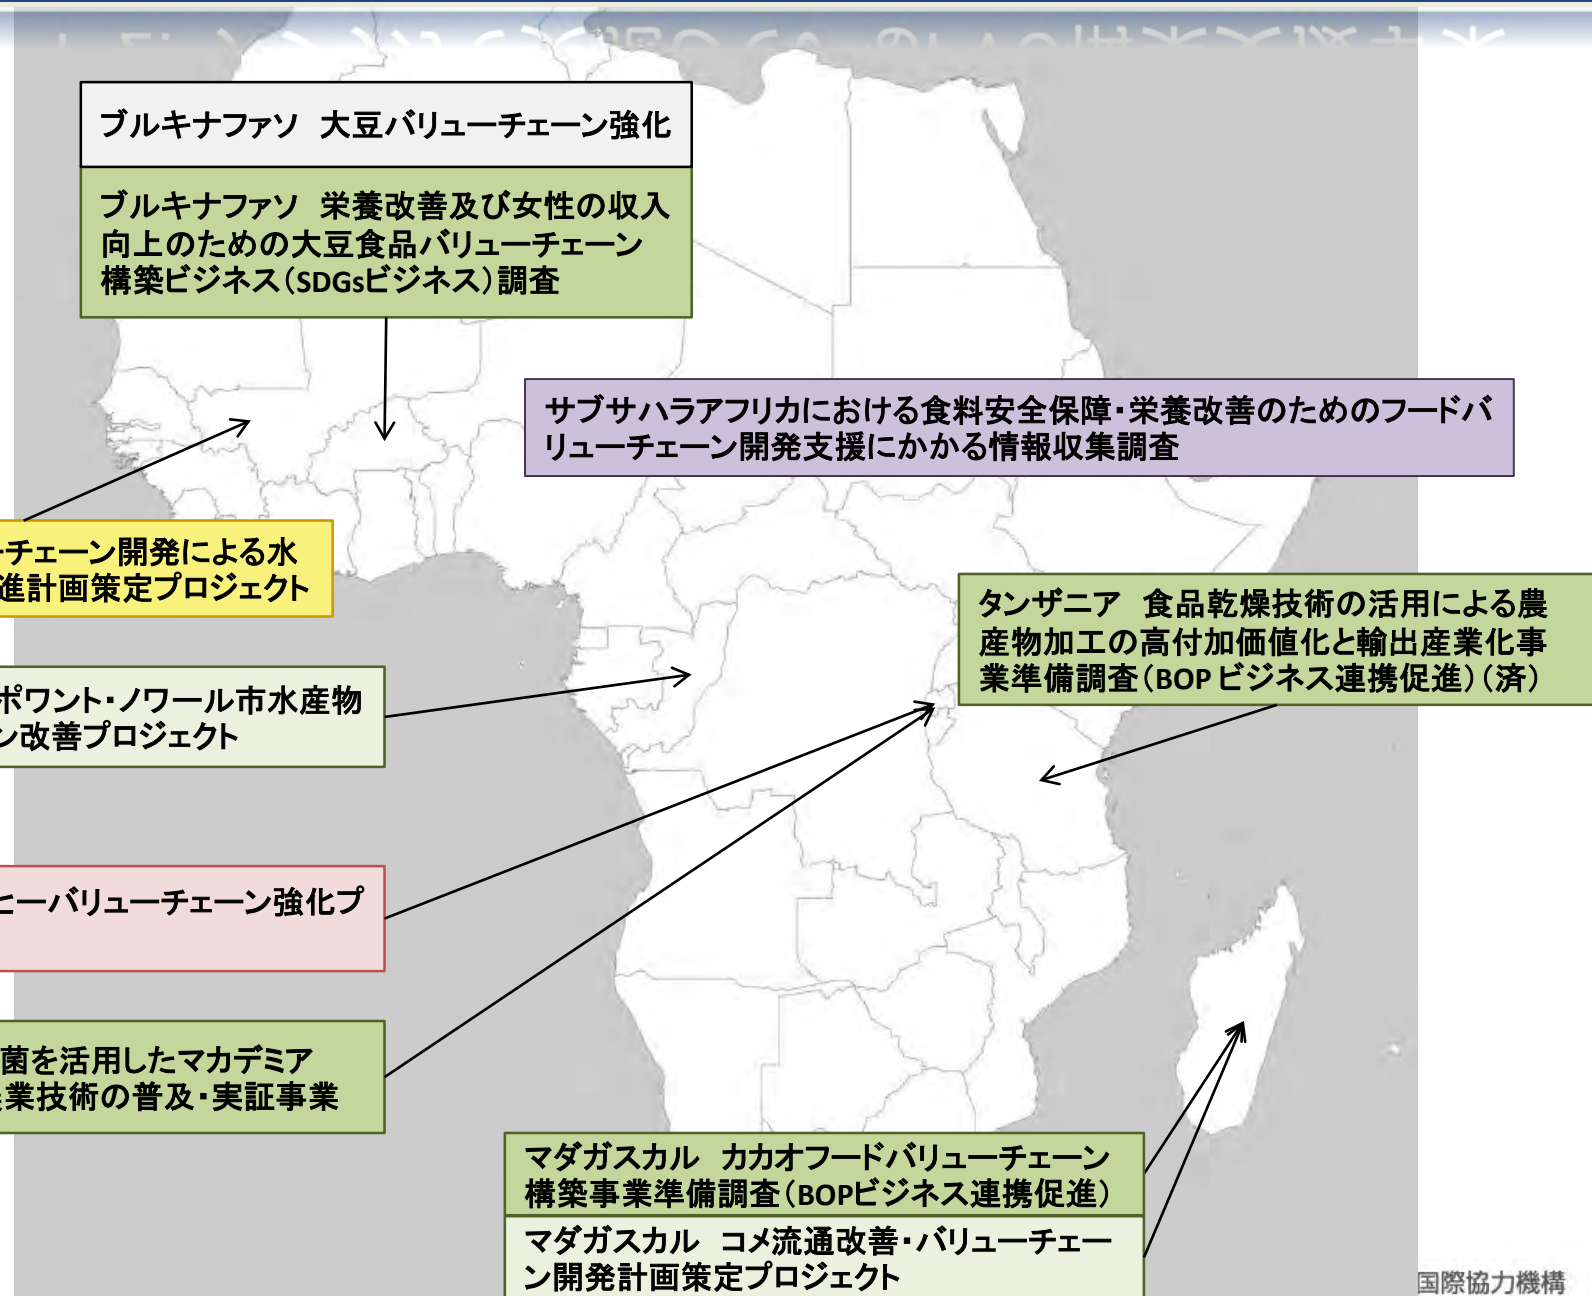 ブルキナファソ 大豆バリューチェーン強化
ブルキナファソ 栄養改善及び女性の収入
向上のための大豆食品バリューチェーン
構築ビジネス(SDGsビジネス)調査
サブサハラアフリカにおける食料安全保障・栄養改善のためのフードバ
リューチェーン開発支援にかかる情報収集調査
ーチェーン開発による水
進計画策定プロジェクト
タンザニア 食品乾燥技術の活用による農
産物加工の高付加価値化と輸出産業化事
業準備調査(BOP ビジネス連携促進)(済)
ポワント・ノワール市水産物
ン改善プロジェクト
ヒーバリューチェーン強化プ
菌を活用したマカデミア
農業技術の普及・実証事業
マダガスカル カカオフードバリューチェーン
構築事業準備調査(BOPビジネス連携促進)
マダガスカル コメ流通改善・バリューチェー
ン開発計画策定プロジェクト
国際協力機構